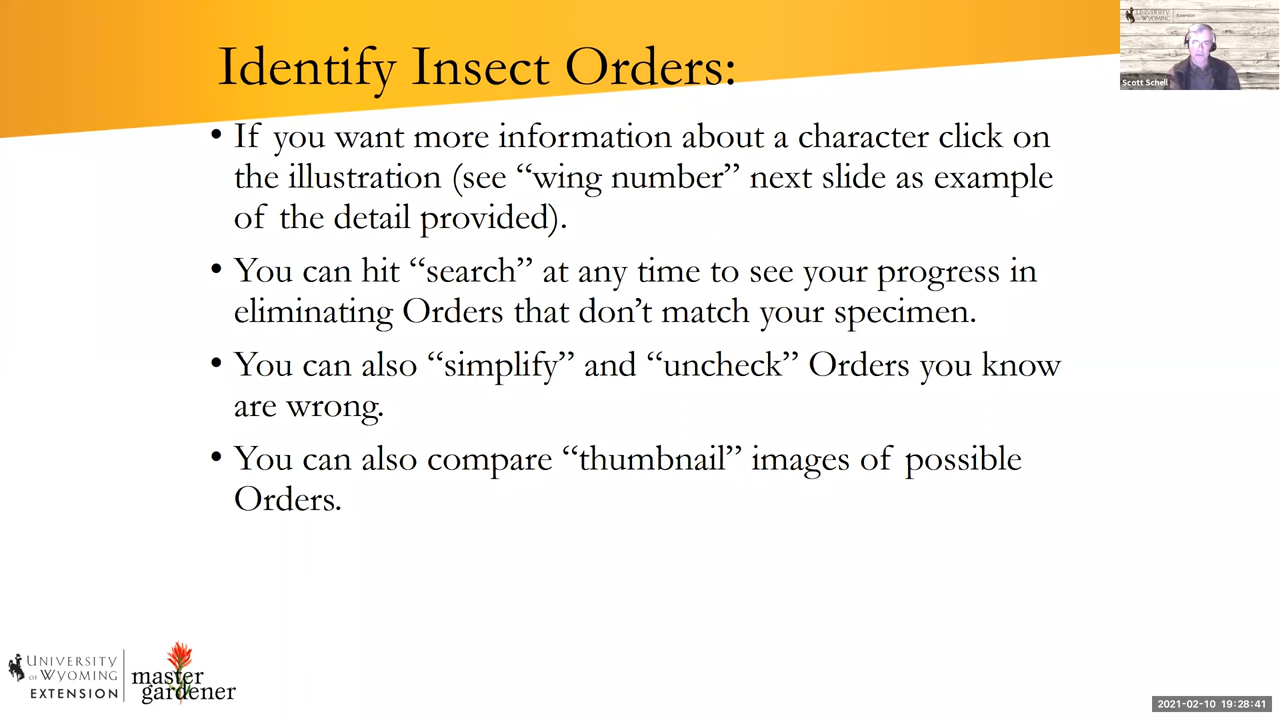 Identify Insect Orders:
• If you want more information about a character click on
the illustration (see “wing number” next slide as example
of the detail provided).
• You can hit “search” at any time to see your progress in
eliminating Orders that don’t match your specimen.
• You can also “simplify” and “uncheck” Orders you know
are wrong.
• You can also compare “thumbnail” images of possible
Orders.
UNIVERSITY
OF WYOMING
Extension
Scott Schell
UNIVERSITY
OF WYOMING
EXTENSION
master
gardener
2021-02-10 19:28:41